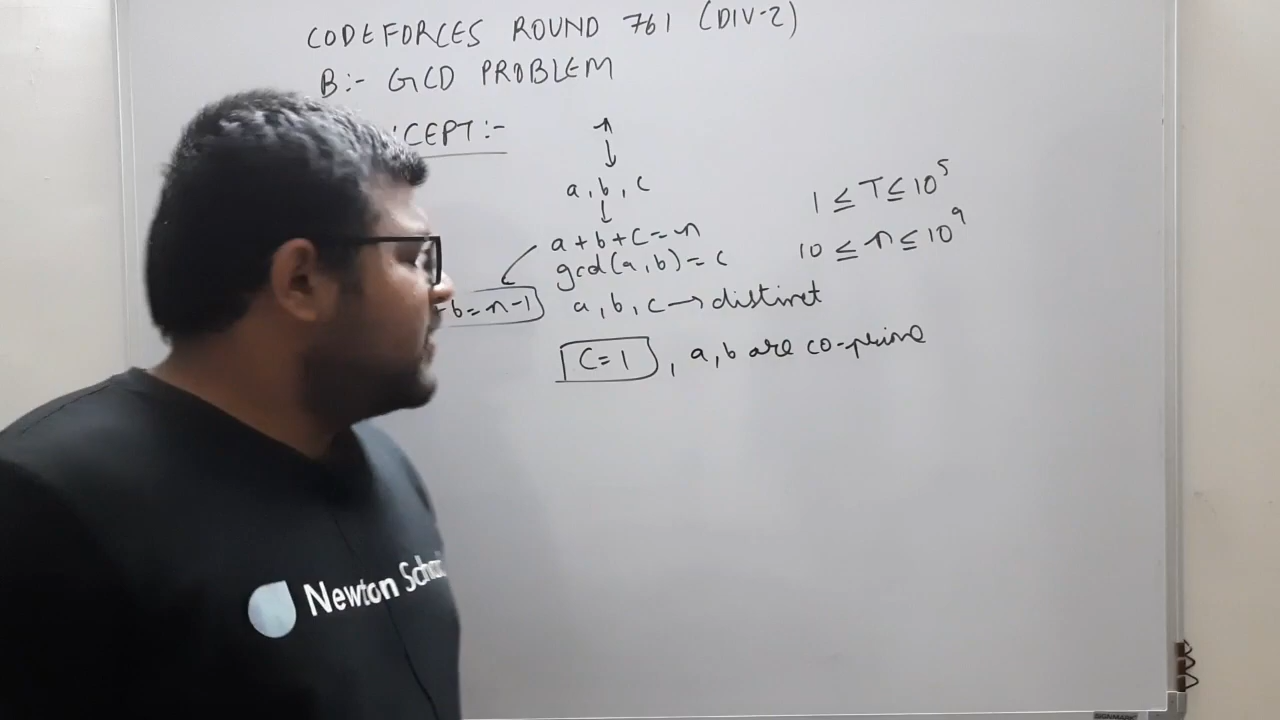 CODEFORCES ROUND 761 (DIV-2)
B:- GCD PROBLEM
CEPT:-
n
a, b, c
a + b + c = n
gcd(a, b) = c
b = n - 1
a, b, c → distinct
C = 1, a, b are co-prime
1 ≤ T ≤ 10^5
10 ≤ n ≤ 10^9
Newton School